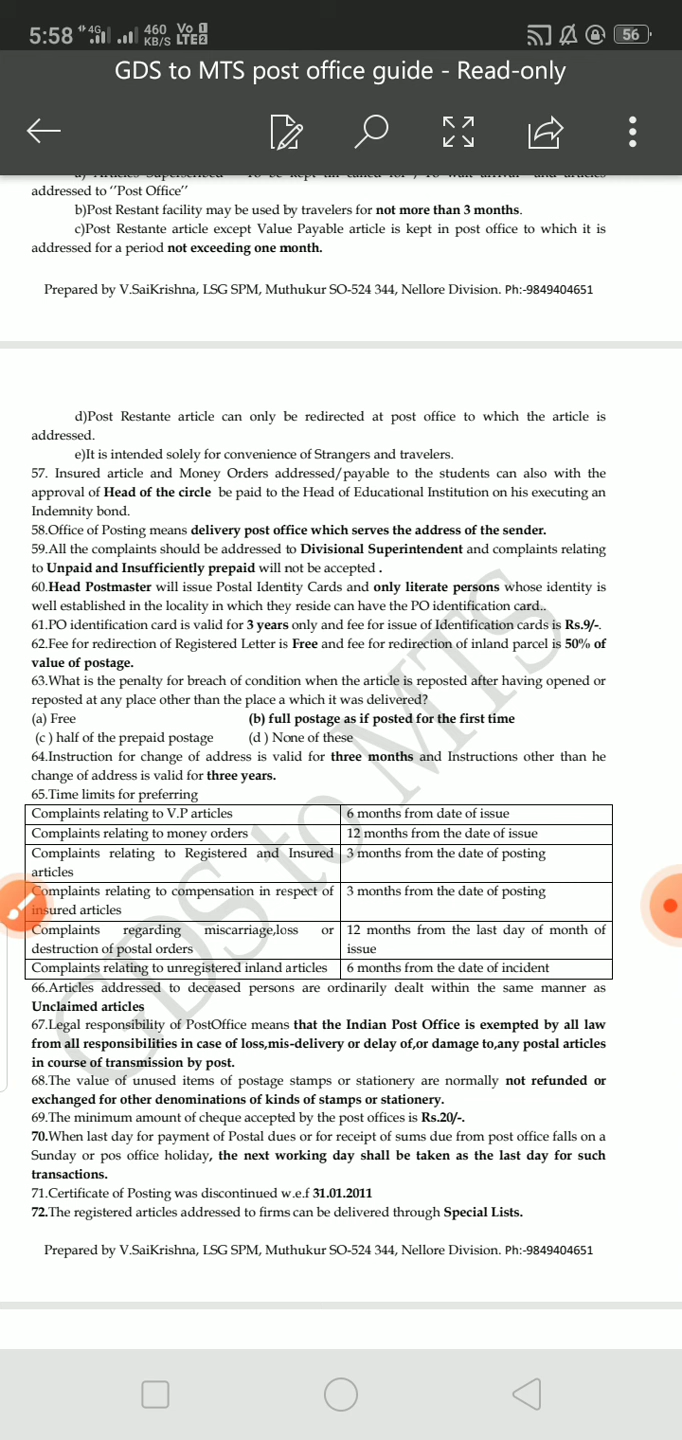 5:58 4G 460 KB/S Vo LTE2 56
GDS to MTS post office guide - Read-only
addressed to ‘‘Post Office’’
b)Post Restant facility may be used by travelers for not more than 3 months.
c)Post Restante article except Value Payable article is kept in post office to which it is
addressed for a period not exceeding one month.
Prepared by V.SaiKrishna, LSG SPM, Muthukur SO-524 344, Nellore Division. Ph:-9849404651
d)Post Restante article can only be redirected at post office to which the article is
addressed.
e)It is intended solely for convenience of Strangers and travelers.
57. Insured article and Money Orders addressed/payable to the students can also with the
approval of Head of the circle be paid to the Head of Educational Institution on his executing an
Indemnity bond.
58.Office of Posting means delivery post office which serves the address of the sender.
59.All the complaints should be addressed to Divisional Superintendent and complaints relating
to Unpaid and Insufficiently prepaid will not be accepted .
60.Head Postmaster will issue Postal Identity Cards and only literate persons whose identity is
well established in the locality in which they reside can have the PO identification card..
61.PO identification card is valid for 3 years only and fee for issue of Identification cards is Rs.9/-.
62.Fee for redirection of Registered Letter is Free and fee for redirection of inland parcel is 50% of
value of postage.
63.What is the penalty for breach of condition when the article is reposted after having opened or
reposted at any place other than the place a which it was delivered?
(a) Free (b) full postage as if posted for the first time
(c ) half of the prepaid postage (d ) None of these
64.Instruction for change of address is valid for three months and Instructions other than he
change of address is valid for three years.
65.Time limits for preferring
Complaints relating to V.P articles 6 months from date of issue
Complaints relating to money orders 12 months from the date of issue
Complaints relating to Registered and Insured 3 months from the date of posting
articles
Complaints relating to compensation in respect of 3 months from the date of posting
insured articles
Complaints regarding miscarriage,loss or 12 months from the last day of month of
destruction of postal orders issue
Complaints relating to unregistered inland articles 6 months from the date of incident
66.Articles addressed to deceased persons are ordinarily dealt within the same manner as
Unclaimed articles
67.Legal responsibility of PostOffice means that the Indian Post Office is exempted by all law
from all responsibilities in case of loss,mis-delivery or delay of,or damage to,any postal articles
in course of transmission by post.
68.The value of unused items of postage stamps or stationery are normally not refunded or
exchanged for other denominations of kinds of stamps or stationery.
69.The minimum amount of cheque accepted by the post offices is Rs.20/-.
70.When last day for payment of Postal dues or for receipt of sums due from post office falls on a
Sunday or pos office holiday, the next working day shall be taken as the last day for such
transactions.
71.Certificate of Posting was discontinued w.e.f 31.01.2011
72.The registered articles addressed to firms can be delivered through Special Lists.
Prepared by V.SaiKrishna, LSG SPM, Muthukur SO-524 344, Nellore Division. Ph:-9849404651
GDS to MTS